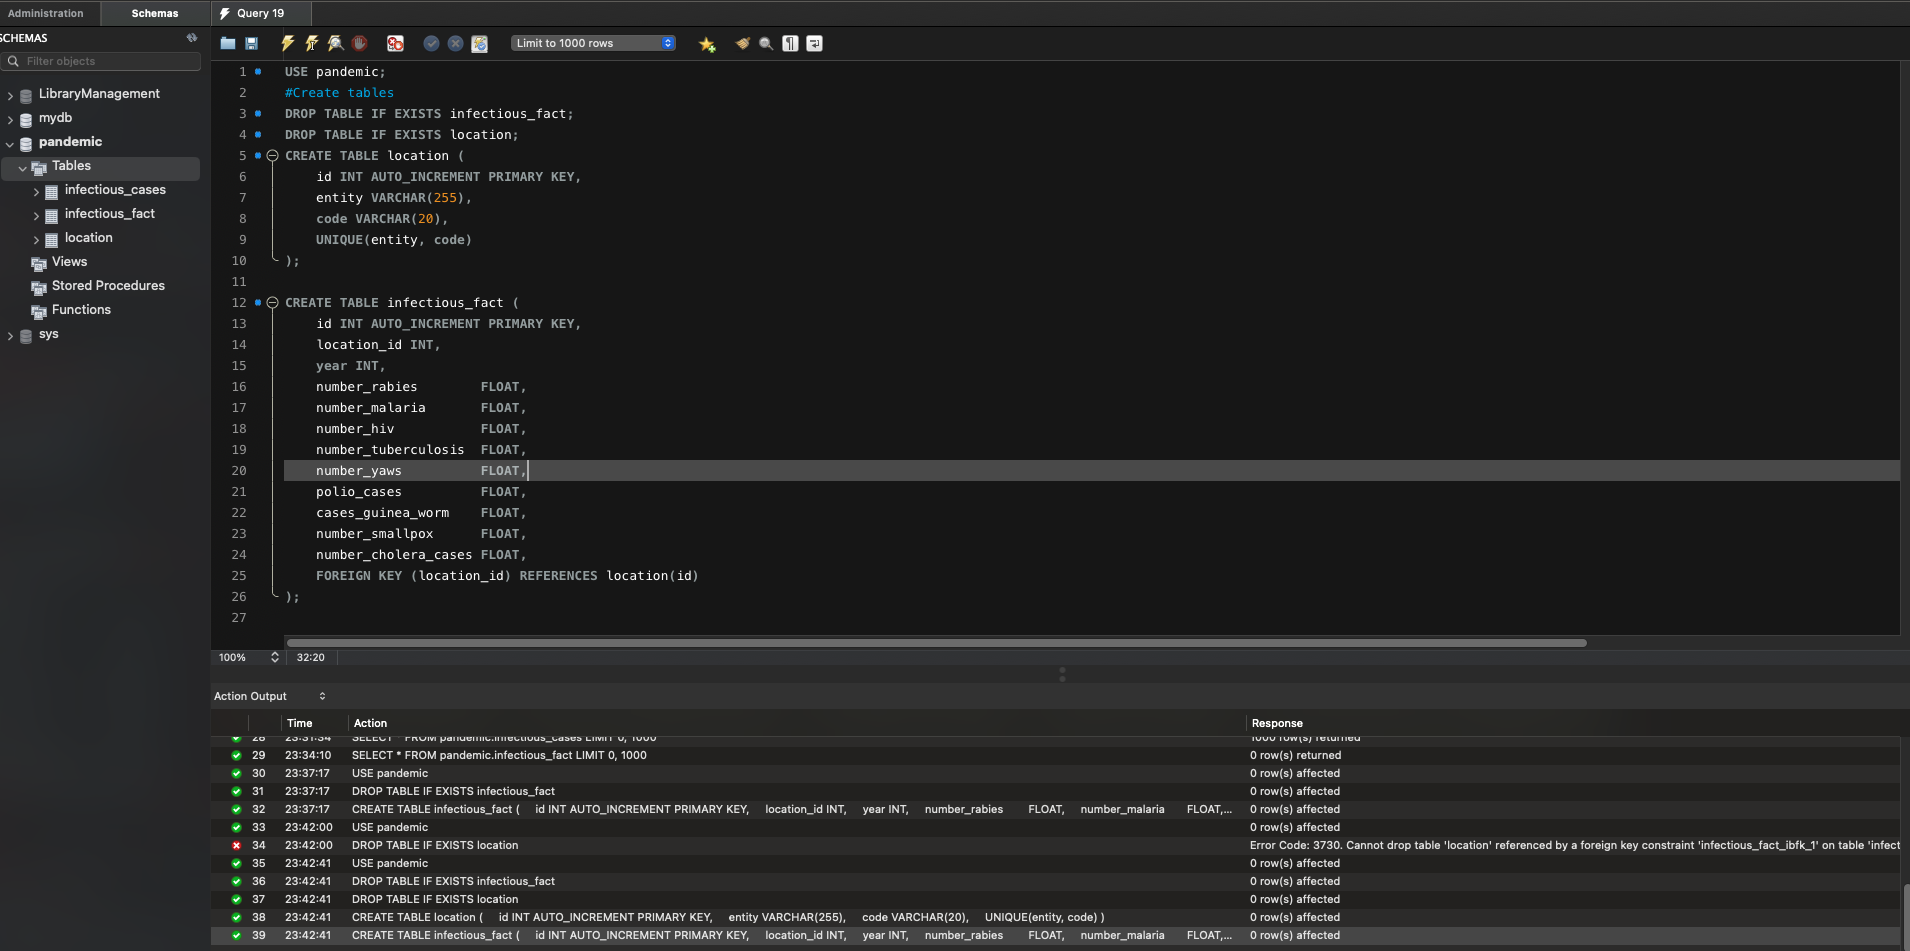 Administration
Schemas
Query 19
SCHEMAS
Filter objects
LibraryManagement
mydb
pandemic
Tables
infectious_cases
infectious_fact
location
Views
Stored Procedures
Functions
sys
Limit to 1000 rows
1 USE pandemic;
2 #Create tables
3 DROP TABLE IF EXISTS infectious_fact;
4 DROP TABLE IF EXISTS location;
5 CREATE TABLE location (
6 id INT AUTO_INCREMENT PRIMARY KEY,
7 entity VARCHAR(255),
8 code VARCHAR(20),
9 UNIQUE(entity, code)
10 );
11
12 CREATE TABLE infectious_fact (
13 id INT AUTO_INCREMENT PRIMARY KEY,
14 location_id INT,
15 year INT,
16 number_rabies FLOAT,
17 number_malaria FLOAT,
18 number_hiv FLOAT,
19 number_tuberculosis FLOAT,
20 number_yaws FLOAT,
21 polio_cases FLOAT,
22 cases_guinea_worm FLOAT,
23 number_smallpox FLOAT,
24 number_cholera_cases FLOAT,
25 FOREIGN KEY (location_id) REFERENCES location(id)
26 );
27
100% 32:20
Action Output
Time Action Response
28 23:31:34 SELECT * FROM pandemic.infectious_cases LIMIT 0, 1000 1000 row(s) returned
29 23:34:10 SELECT * FROM pandemic.infectious_fact LIMIT 0, 1000 0 row(s) returned
30 23:37:17 USE pandemic 0 row(s) affected
31 23:37:17 DROP TABLE IF EXISTS infectious_fact 0 row(s) affected
32 23:37:17 CREATE TABLE infectious_fact ( id INT AUTO_INCREMENT PRIMARY KEY, location_id INT, year INT, number_rabies FLOAT, number_malaria FLOAT,... 0 row(s) affected
33 23:42:00 USE pandemic 0 row(s) affected
34 23:42:00 DROP TABLE IF EXISTS location Error Code: 3730. Cannot drop table 'location' referenced by a foreign key constraint 'infectious_fact_ibfk_1' on table 'infect
35 23:42:41 USE pandemic 0 row(s) affected
36 23:42:41 DROP TABLE IF EXISTS infectious_fact 0 row(s) affected
37 23:42:41 DROP TABLE IF EXISTS location 0 row(s) affected
38 23:42:41 CREATE TABLE location ( id INT AUTO_INCREMENT PRIMARY KEY, entity VARCHAR(255), code VARCHAR(20), UNIQUE(entity, code) ) 0 row(s) affected
39 23:42:41 CREATE TABLE infectious_fact ( id INT AUTO_INCREMENT PRIMARY KEY, location_id INT, year INT, number_rabies FLOAT, number_malaria FLOAT,... 0 row(s) affected